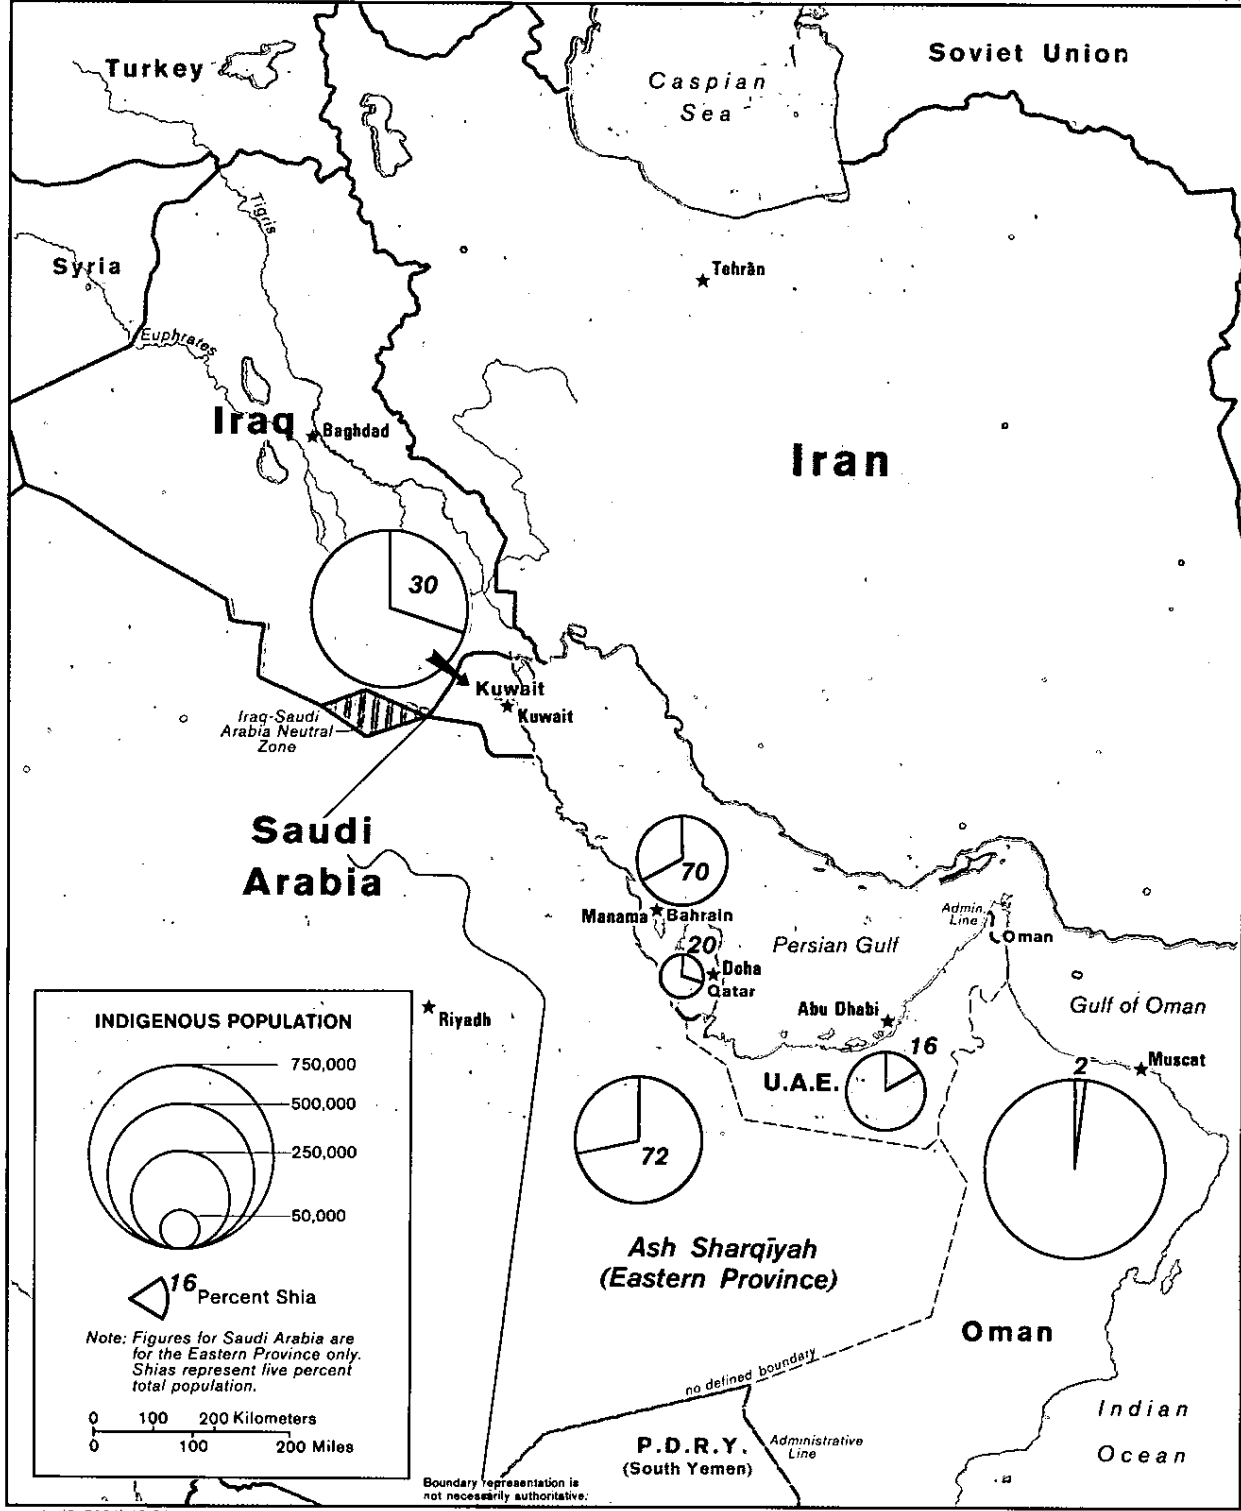 Turkey
Caspian
Sea
Soviet Union
Tigris
Syria
Tehrān
Euphrates
Iraq
Baghdad
Iran
30
Kuwait
Kuwait
Iraq-Saudi
Arabia Neutral
Zone
Saudi
Arabia
70
Manama
Bahrain
Persian Gulf
Admin.
Line
Oman
20
Doha
Qatar
Abu Dhabi
Gulf of Oman
Riyadh
16
U.A.E.
Muscat
2
72
Ash Sharqīyah
(Eastern Province)
Oman
no defined boundary
Indian
Ocean
P.D.R.Y.
(South Yemen)
Administrative
Line
INDIGENOUS POPULATION
750,000
500,000
250,000
50,000
16 Percent Shia
Note: Figures for Saudi Arabia are
for the Eastern Province only.
Shias represent five percent
total population.
0 100 200 Kilometers
0 100 200 Miles
Boundary representation is
not necessarily authoritative.